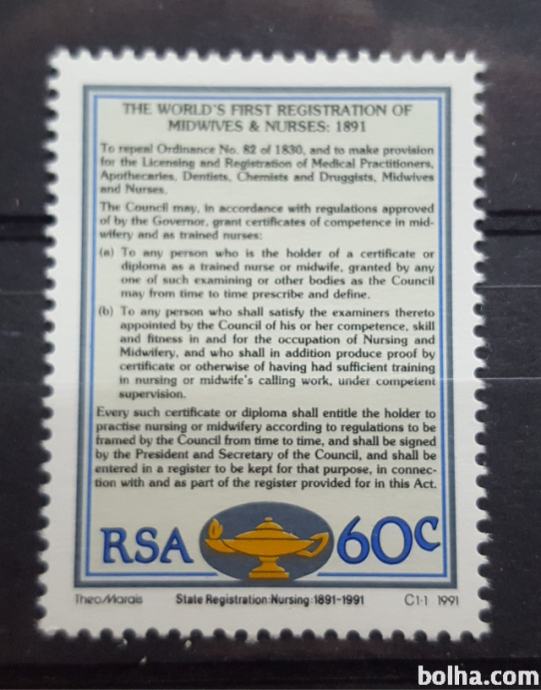 THE WORLD'S FIRST REGISTRATION OF
MIDWIVES & NURSES: 1891
To repeal Ordinance No. 82 of 1830, and to make provision
for the Licensing and Registration of Medical Practitioners,
Apothecaries, Dentists, Chemists and Druggists, Midwives
and Nurses.
The Council may, in accordance with regulations approved
of by the Governor, grant certificates of competence in mid-
wifery and as trained nurses:
(a) To any person who is the holder of a certificate or
diploma as a trained nurse or midwife, granted by any
one of such examining or other bodies as the Council
may from time to time prescribe and define.
(b) To any person who shall satisfy the examiners thereto
appointed by the Council of his or her competence, skill
and fitness in and for the occupation of Nursing and
Midwifery, and who shall in addition produce proof by
certificate or otherwise of having had sufficient training
in nursing or midwife's calling work, under competent
supervision.
Every such certificate or diploma shall entitle the holder to
practise nursing or midwifery according to regulations to be
framed by the Council from time to time, and shall be signed
by the President and Secretary of the Council, and shall be
entered in a register to be kept for that purpose, in connec-
tion with and as part of the register provided for in this Act.
RSA 60c
Theo Marais State Registration: Nursing: 1891-1991 C1·1 1991
bolha.com